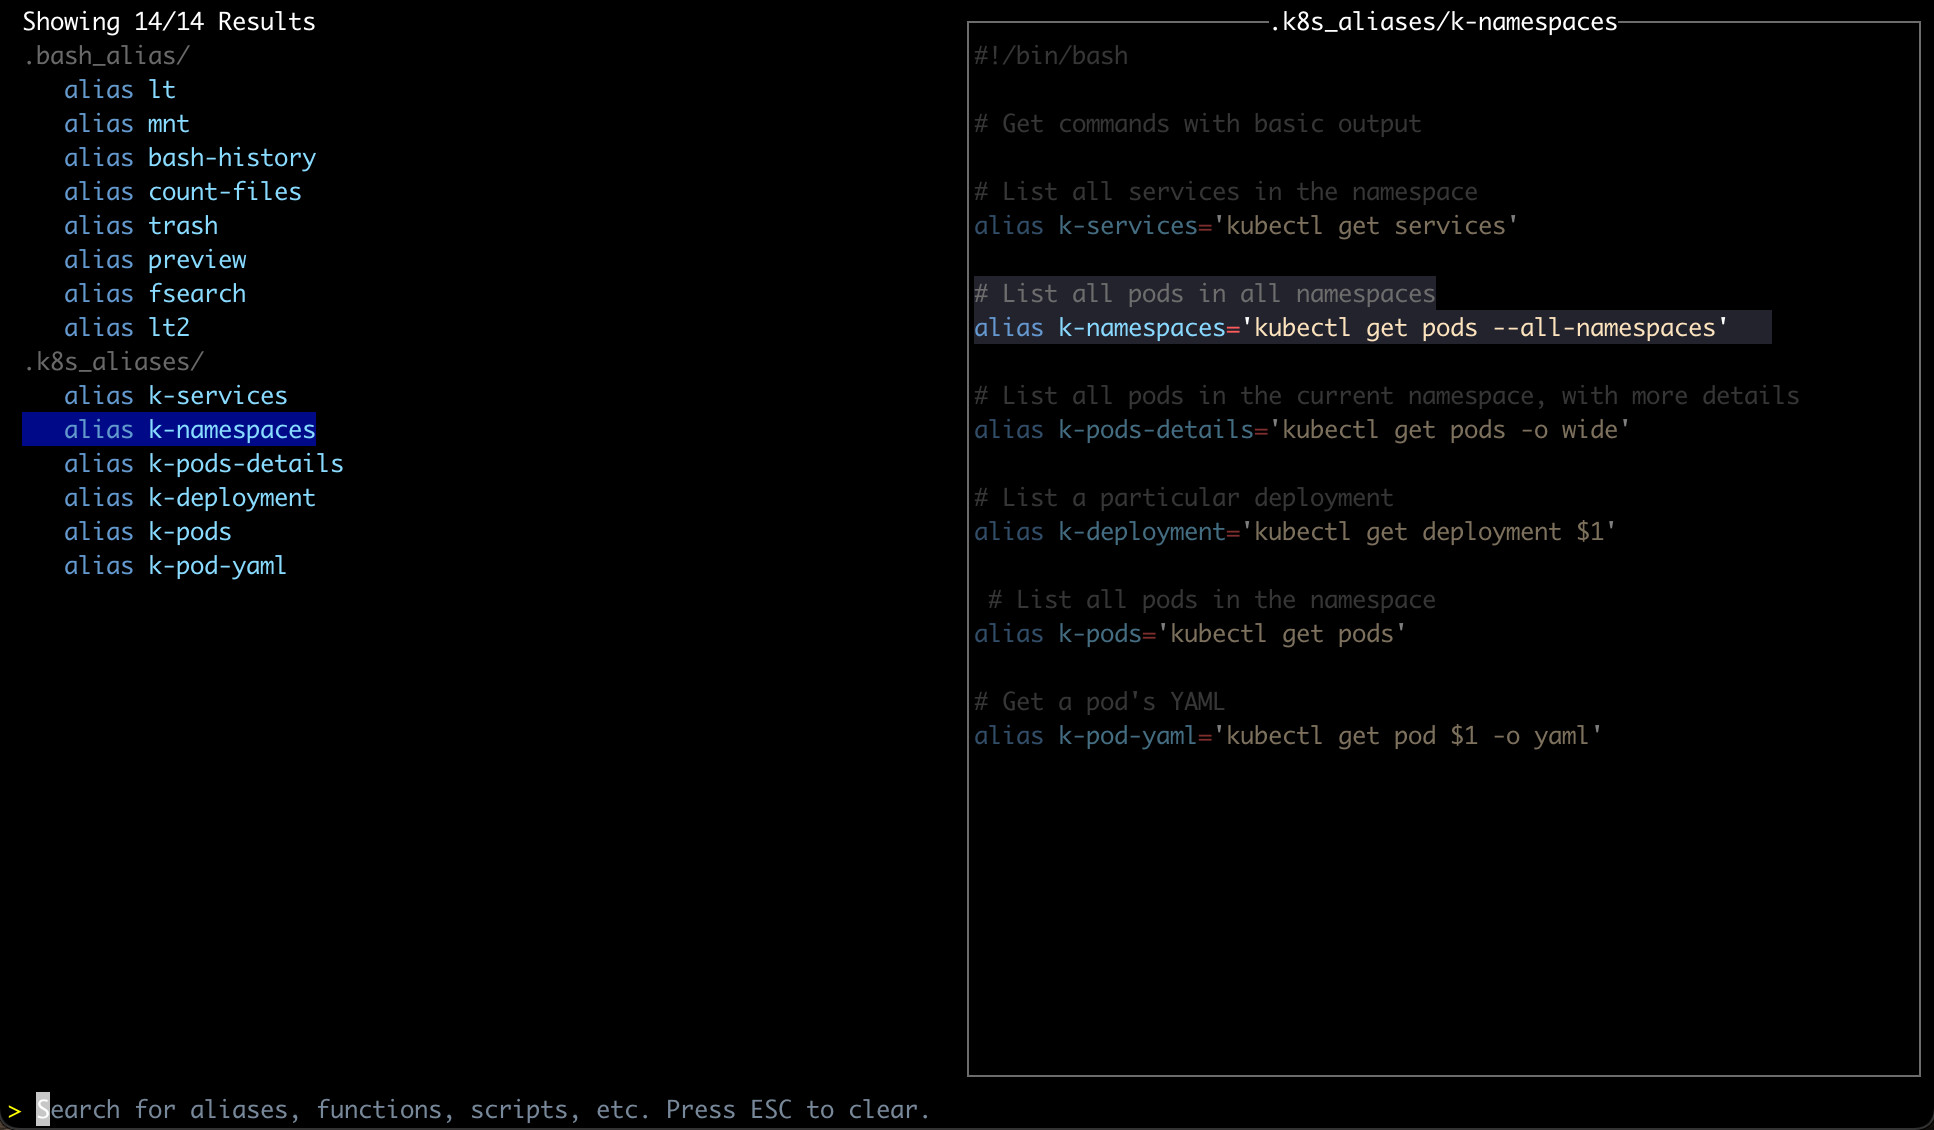 Showing 14/14 Results
.bash_alias/
alias lt
alias mnt
alias bash-history
alias count-files
alias trash
alias preview
alias fsearch
alias lt2
.k8s_aliases/
alias k-services
alias k-namespaces
alias k-pods-details
alias k-deployment
alias k-pods
alias k-pod-yaml
.k8s_aliases/k-namespaces
#!/bin/bash
# Get commands with basic output
# List all services in the namespace
alias k-services='kubectl get services'
# List all pods in all namespaces
alias k-namespaces='kubectl get pods --all-namespaces'
# List all pods in the current namespace, with more details
alias k-pods-details='kubectl get pods -o wide'
# List a particular deployment
alias k-deployment='kubectl get deployment $1'
# List all pods in the namespace
alias k-pods='kubectl get pods'
# Get a pod's YAML
alias k-pod-yaml='kubectl get pod $1 -o yaml'
> Search for aliases, functions, scripts, etc. Press ESC to clear.